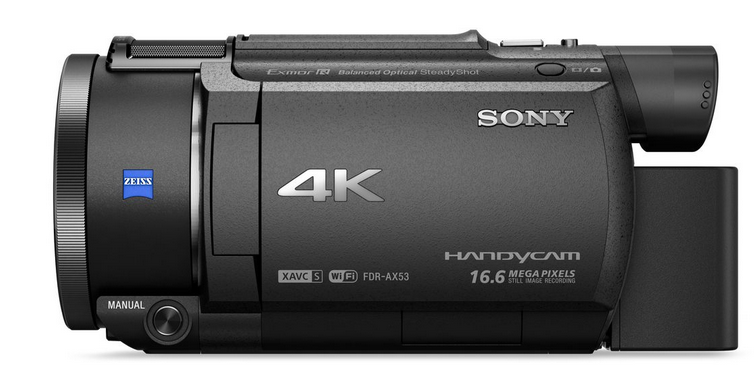 Exmor R Balanced Optical SteadyShot
SONY
ZEISS
4K
HANDYCAM
XAVC S WiFi FDR-AX53
16.6 MEGA PIXELS
STILL IMAGE RECORDING
MANUAL